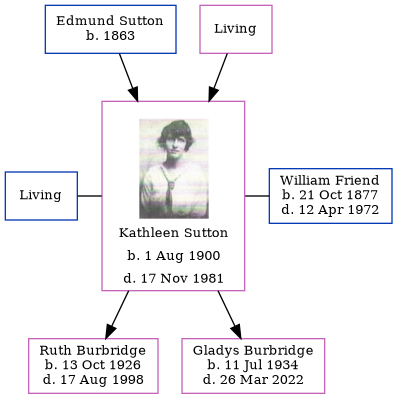 Edmund Sutton
b. 1863
Living
Living
Kathleen Sutton
b. 1 Aug 1900
d. 17 Nov 1981
William Friend
b. 21 Oct 1877
d. 12 Apr 1972
Ruth Burbridge
b. 13 Oct 1926
d. 17 Aug 1998
Gladys Burbridge
b. 11 Jul 1934
d. 26 Mar 2022